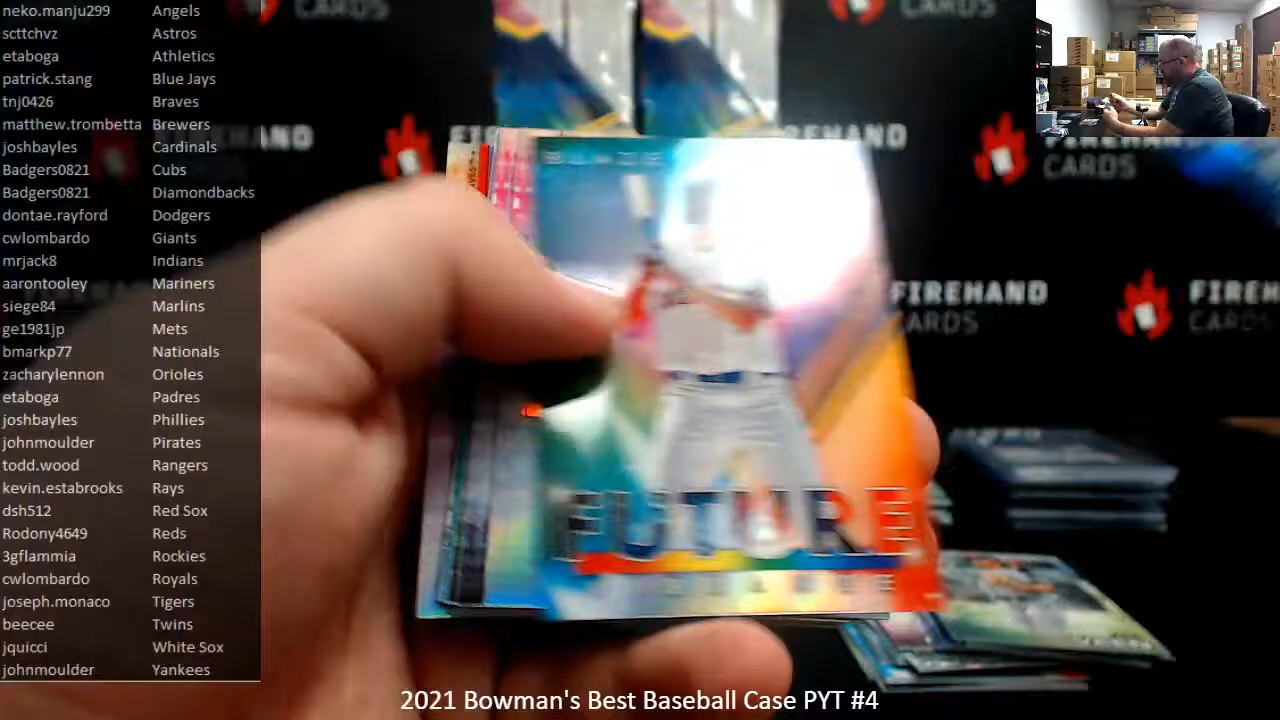 neko.manju299 Angels
scttchvz Astros
etaboga Athletics
patrick.stang Blue Jays
tnj0426 Braves
matthew.trombetta Brewers
joshbayles Cardinals
Badgers0821 Cubs
Badgers0821 Diamondbacks
dontae.rayford Dodgers
cwlombardo Giants
mrjack8 Indians
aarontooley Mariners
siege84 Marlins
ge1981jp Mets
bmarkp77 Nationals
zacharylennon Orioles
etaboga Padres
joshbayles Phillies
johnmoulder Pirates
todd.wood Rangers
kevin.estabrooks Rays
dsh512 Red Sox
Rodony4649 Reds
3gflammia Rockies
cwlombardo Royals
joseph.monaco Tigers
beecee Twins
jquicci White Sox
johnmoulder Yankees
CARDS
CARDS
FIREHAND
CARDS
FIREHAND
CARDS
FIREH
CARDS
FUTURE
2021 Bowman's Best Baseball Case PYT #4